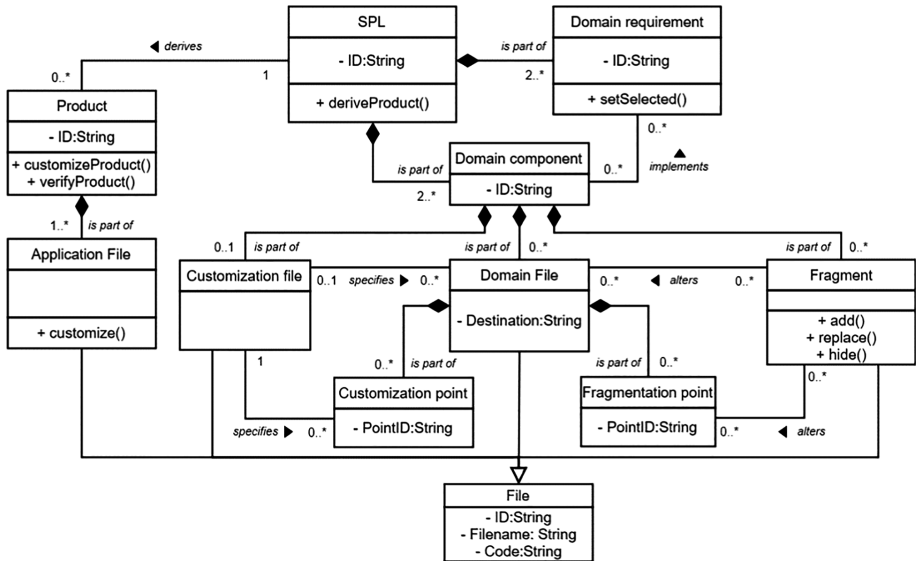 SPL
- ID:String
+ deriveProduct()
Domain requirement
- ID:String
+ setSelected()
◀ derives
0..*
1
is part of
2..*
Product
- ID:String
+ customizeProduct()
+ verifyProduct()
is part of
2..*
Domain component
- ID:String
0..*
0..*
▲
implements
1..*
is part of
Application File
+ customize()
0..1
is part of
is part of
0..*
is part of
0..*
Customization file
0..1
specifies ▶
0..*
Domain File
- Destination:String
0..*
◀ alters
0..*
Fragment
+ add()
+ replace()
+ hide()
1
0..*
is part of
0..*
is part of
0..*
Customization point
- PointID:String
Fragmentation point
- PointID:String
specifies ▶
0..*
0..*
◀ alters
File
- ID:String
- Filename: String
- Code:String